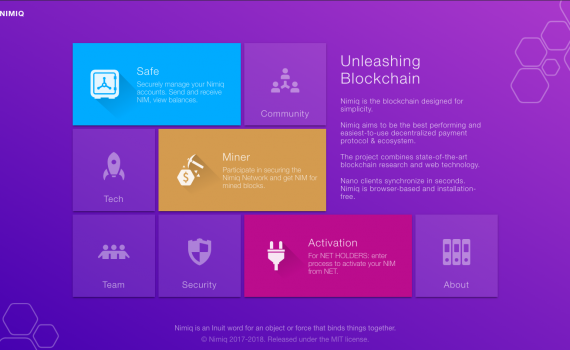 NIMIQ
Safe
Securely manage your Nimiq
accounts. Send and receive
NIM, view balances.
Community
Unleashing
Blockchain
Nimiq is the blockchain designed for
simplicity.
Nimiq aims to be the best performing and
easiest-to-use decentralized payment
protocol & ecosystem.
The project combines state-of-the-art
blockchain research and web technology.
Nano clients synchronize in seconds.
Nimiq is browser-based and installation-
free.
Tech
Miner
Participate in securing the
Nimiq Network and get NIM for
mined blocks.
Team
Security
Activation
For NET HOLDERS: enter
process to activate your NIM
from NET.
About
Nimiq is an Inuit word for an object or force that binds things together.
© Nimiq 2017-2018. Released under the MIT license.